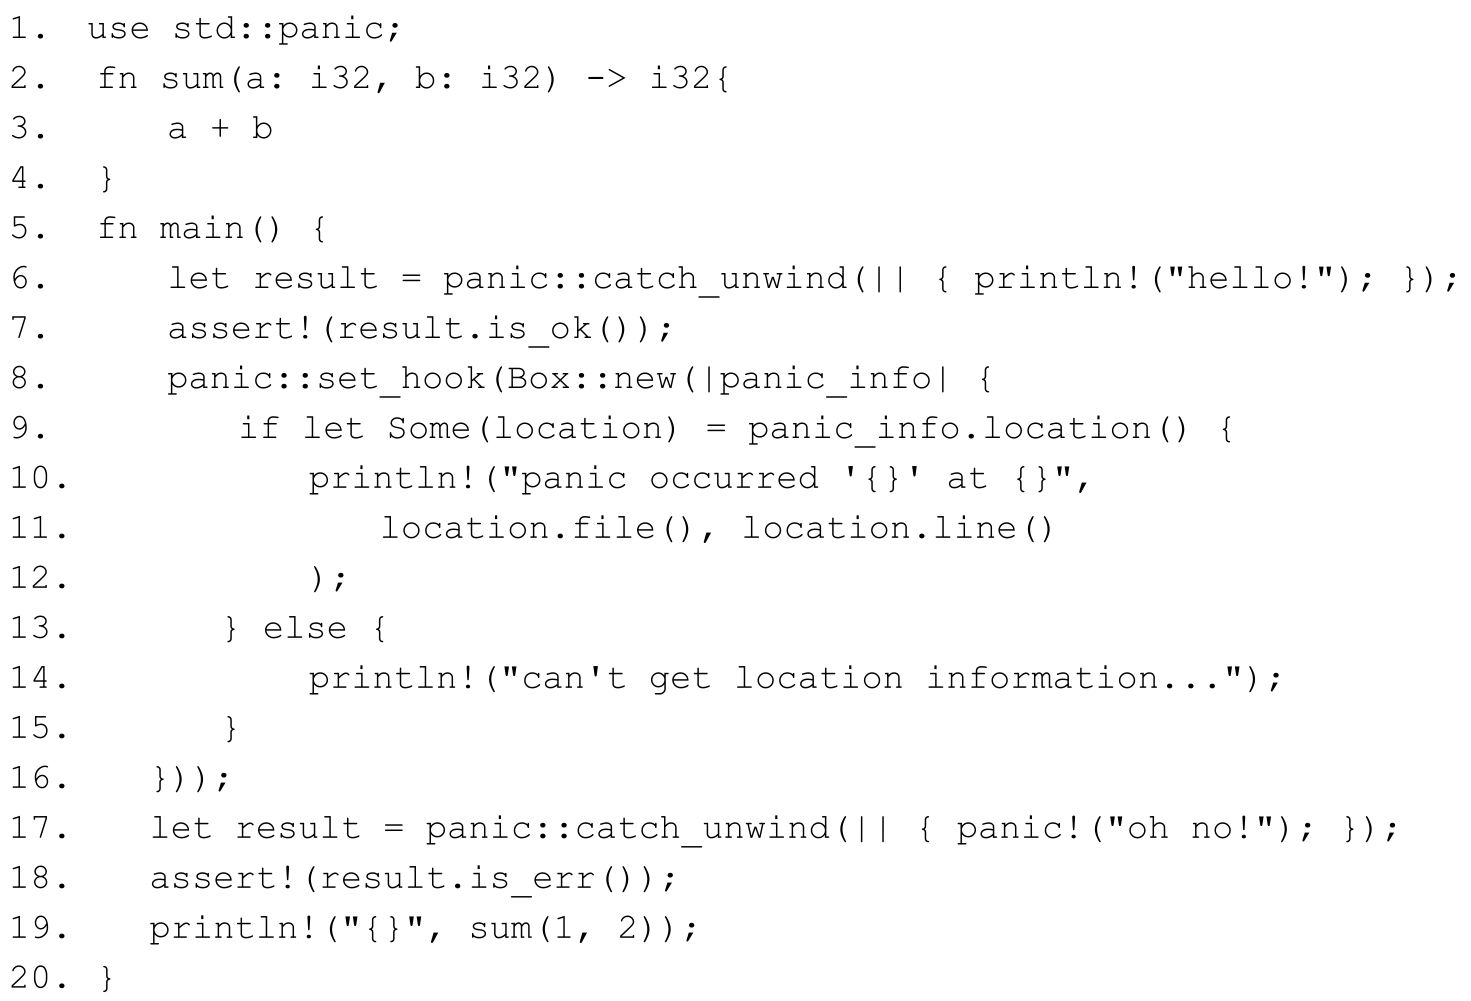 1. use std::panic;
2. fn sum(a: i32, b: i32) -> i32{
3. a + b
4. }
5. fn main() {
6. let result = panic::catch_unwind(|| { println!("hello!"); });
7. assert!(result.is_ok());
8. panic::set_hook(Box::new(|panic_info| {
9. if let Some(location) = panic_info.location() {
10. println!("panic occurred '{}' at {}",
11. location.file(), location.line()
12. );
13. } else {
14. println!("can't get location information...");
15. }
16. }));
17. let result = panic::catch_unwind(|| { panic!("oh no!"); });
18. assert!(result.is_err());
19. println!("{}", sum(1, 2));
20. }